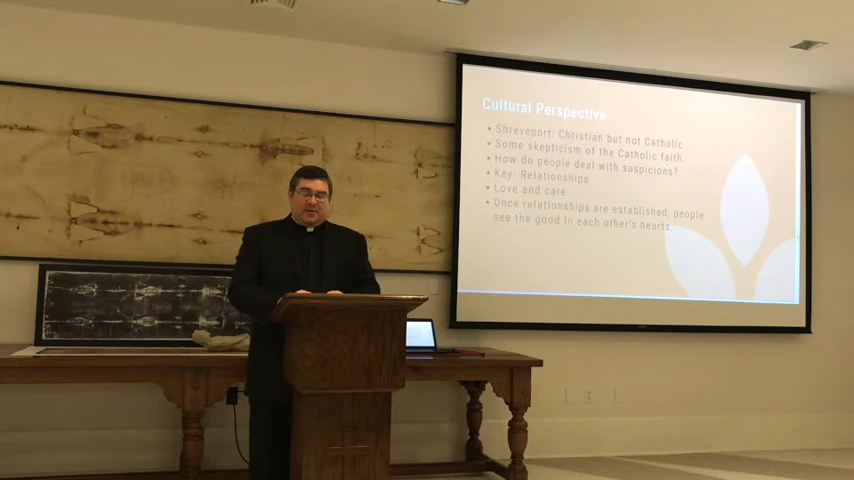 Cultural Perspective
• Shreveport: Christian but not Catholic
• Some skepticism of the Catholic faith.
• How do people deal with suspicions?
• Key: Relationships
• Love and care.
• Once relationships are established, people
see the good in each other's hearts.